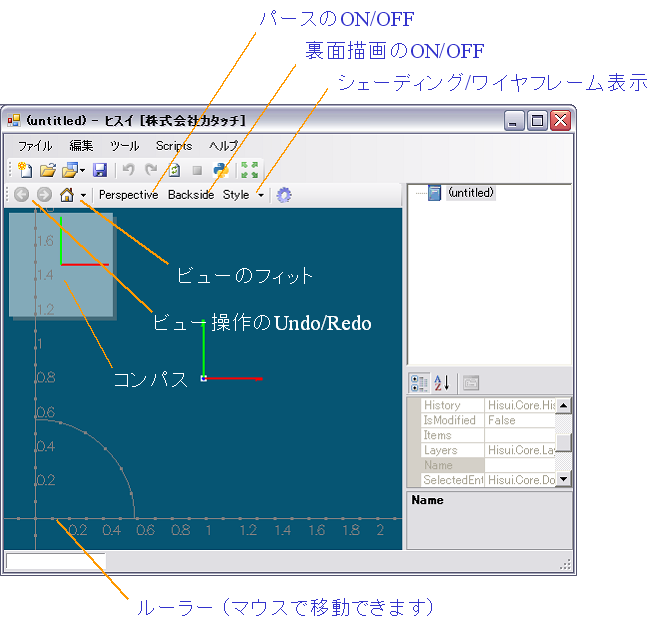 パースのON/OFF
裏面描画のON/OFF
シェーディング/ワイヤフレーム表示
(untitled) - ヒスイ [株式会社カタッチ]
ファイル 編集 ツール Scripts ヘルプ
Perspective Backside Style
(untitled)
1.6
1.4
1.2
1
0.8
0.6
0.4
0.2
ビューのフィット
ビュー操作のUndo/Redo
コンパス
0.2 0.4 0.6 0.8 1 1.2 1.4 1.6 1.8 2
History Hisui.Core.His
IsModified False
Items
Layers Hisui.Core.La
Name
SelectedEnt Hisui.Core.Do
Name
ルーラー（マウスで移動できます）